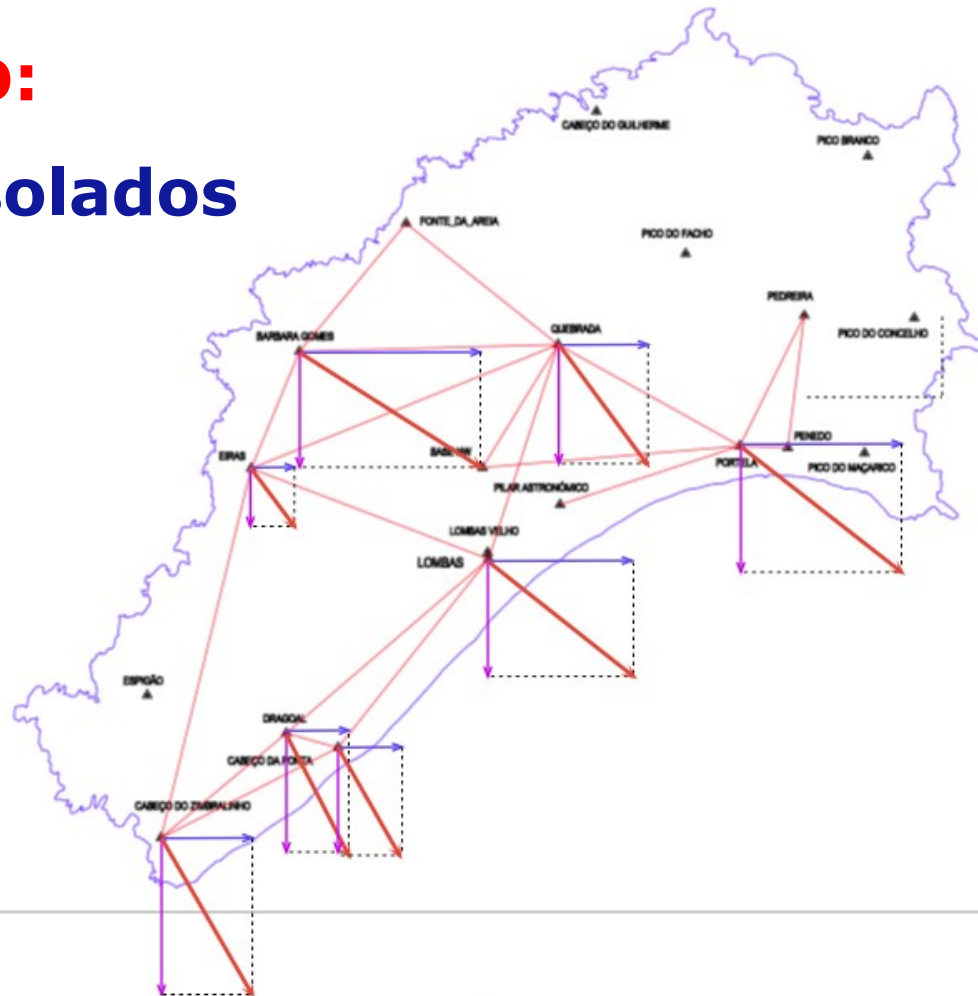 o:
solados
CABEÇO DO GUILHERME
PICO BRANCO
FONTE_DA_AREIA
PICO DO FACHO
PEDREIRA
PICO DO CONCELHO
BARBARA GOMES
QUEBRADA
PENEDO
EIRAS
PORTELA
PICO DO MAÇARICO
PILAR ASTRONÓMICO
LOMBAS VELHO
LOMBAS
ESPIGÃO
DRAGOAL
CABEÇO DA PONTA
CABEÇO DO ZIMBRALINHO